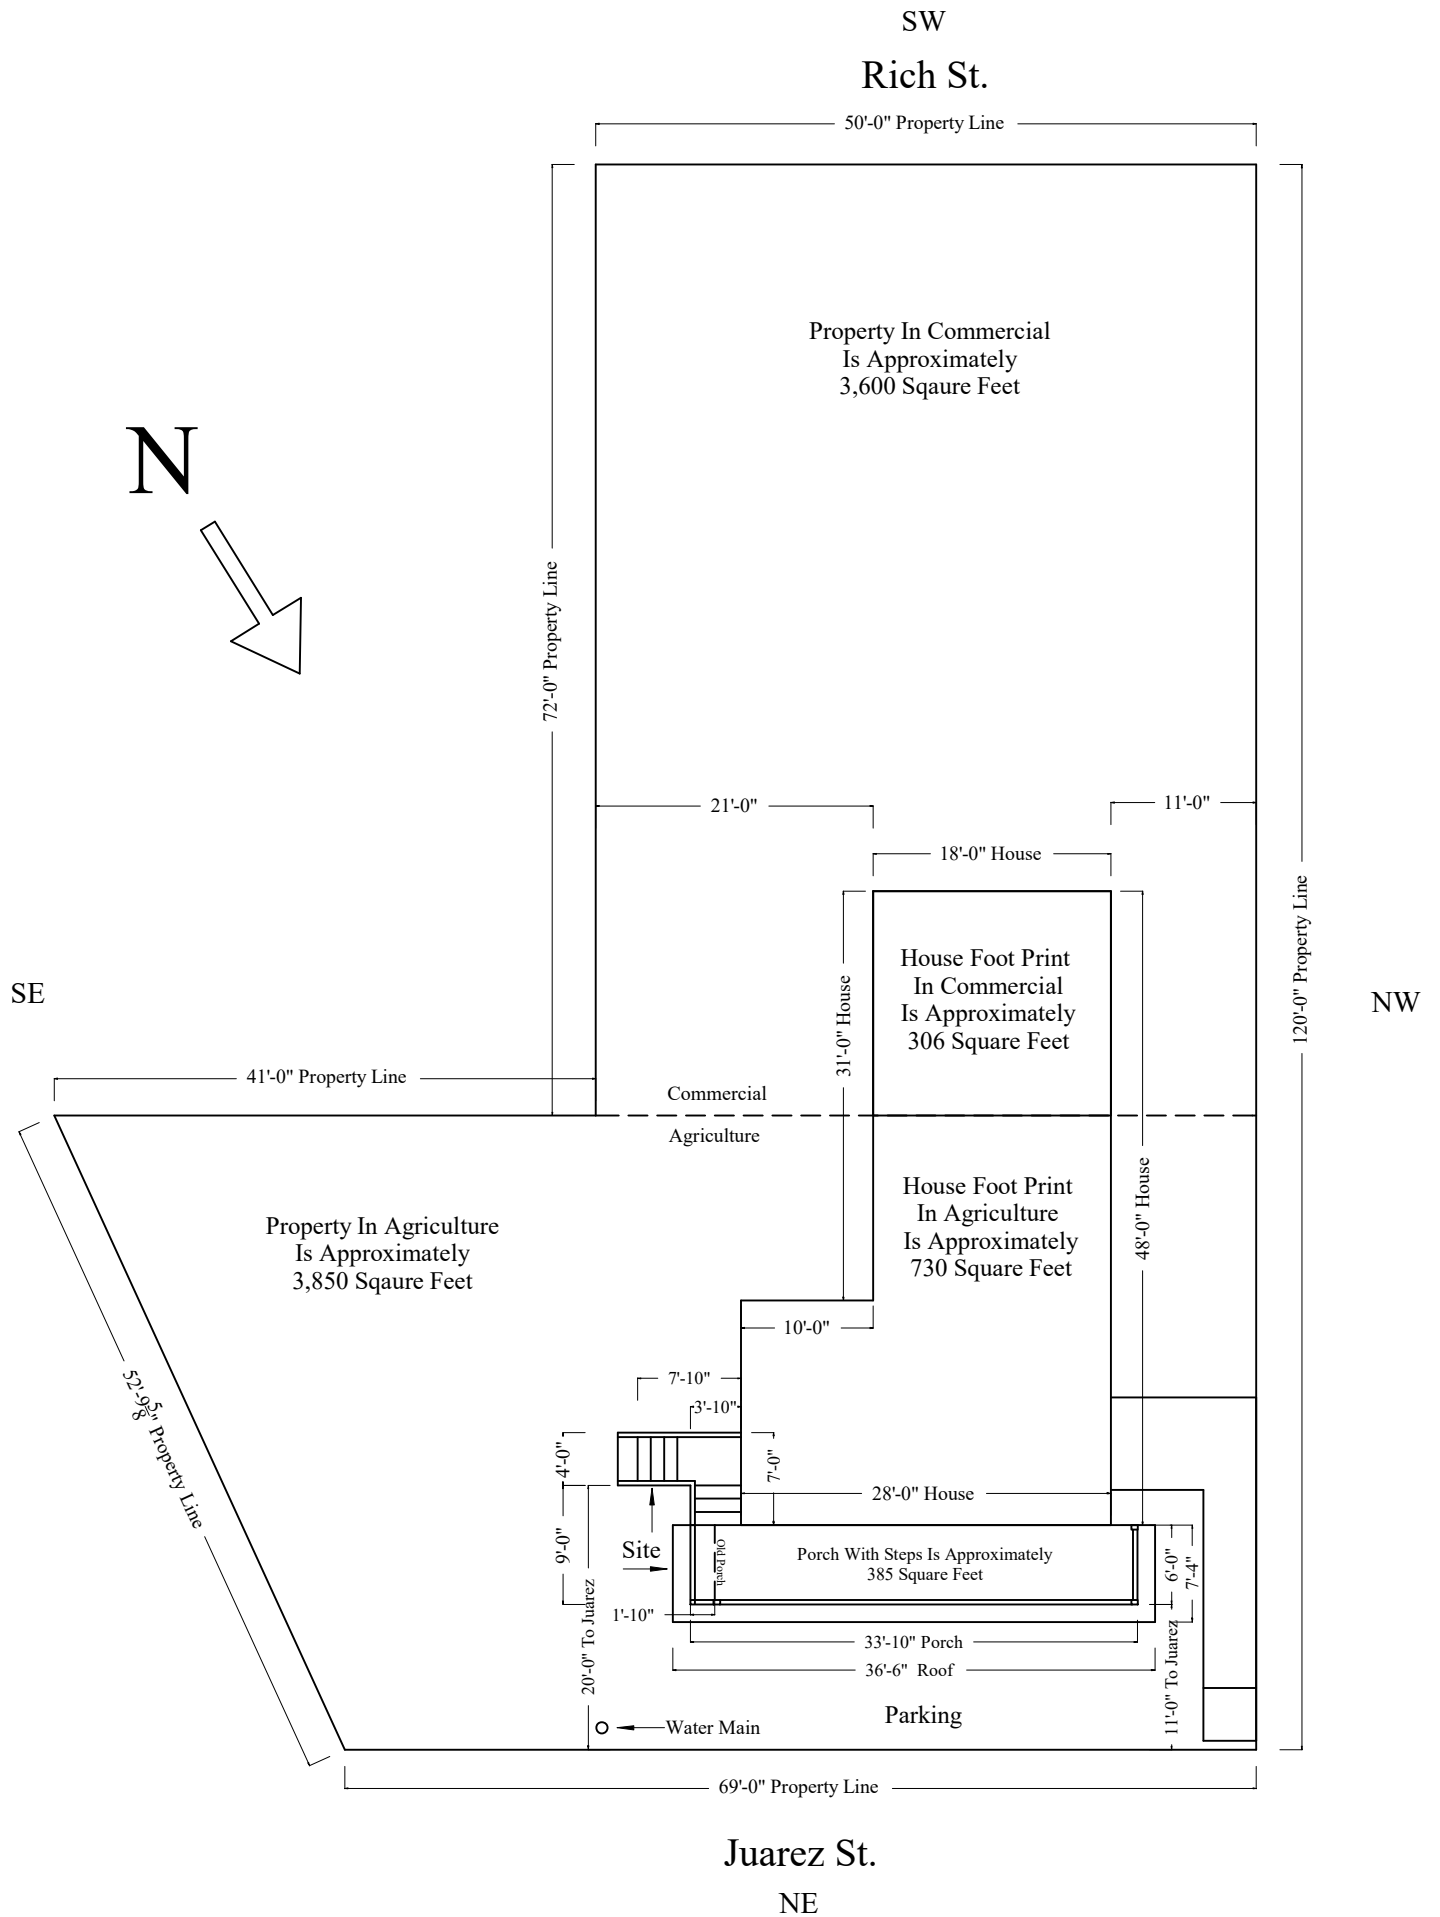 SW
Rich St.
50'-0" Property Line
Property In Commercial
Is Approximately
3,600 Sqaure Feet
N
72'-0" Property Line
21'-0"
11'-0"
18'-0" House
120'-0" Property Line
House Foot Print
In Commercial
Is Approximately
306 Square Feet
31'-0" House
SE
NW
41'-0" Property Line
Commercial
Agriculture
48'-0" House
House Foot Print
In Agriculture
Is Approximately
730 Square Feet
Property In Agriculture
Is Approximately
3,850 Sqaure Feet
10'-0"
52'-9 5/8" Property Line
7'-10"
3'-10"
4'-0"
7'-0"
28'-0" House
9'-0"
Site
Old Porch
Porch With Steps Is Approximately
385 Square Feet
6'-0"
7'-4"
1'-10"
20'-0" To Juarez
33'-10" Porch
36'-6" Roof
11'-0" To Juarez
Parking
Water Main
69'-0" Property Line
Juarez St.
NE